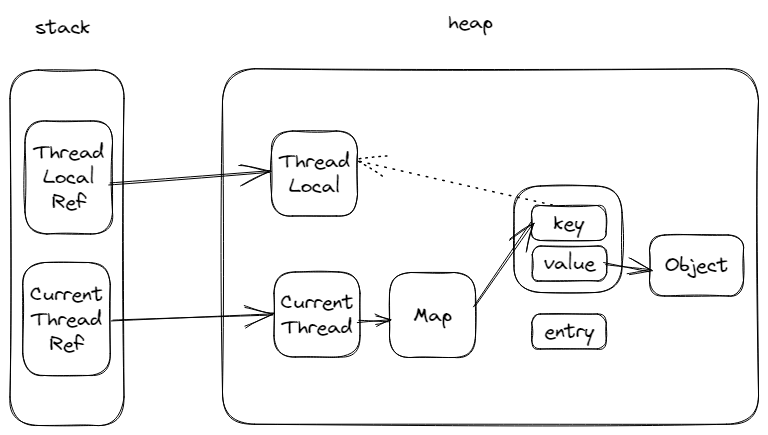 stack
heap
Thread
Local
Ref
Thread
Local
key
value
Object
Current
Thread
Ref
Current
Thread
Map
entry